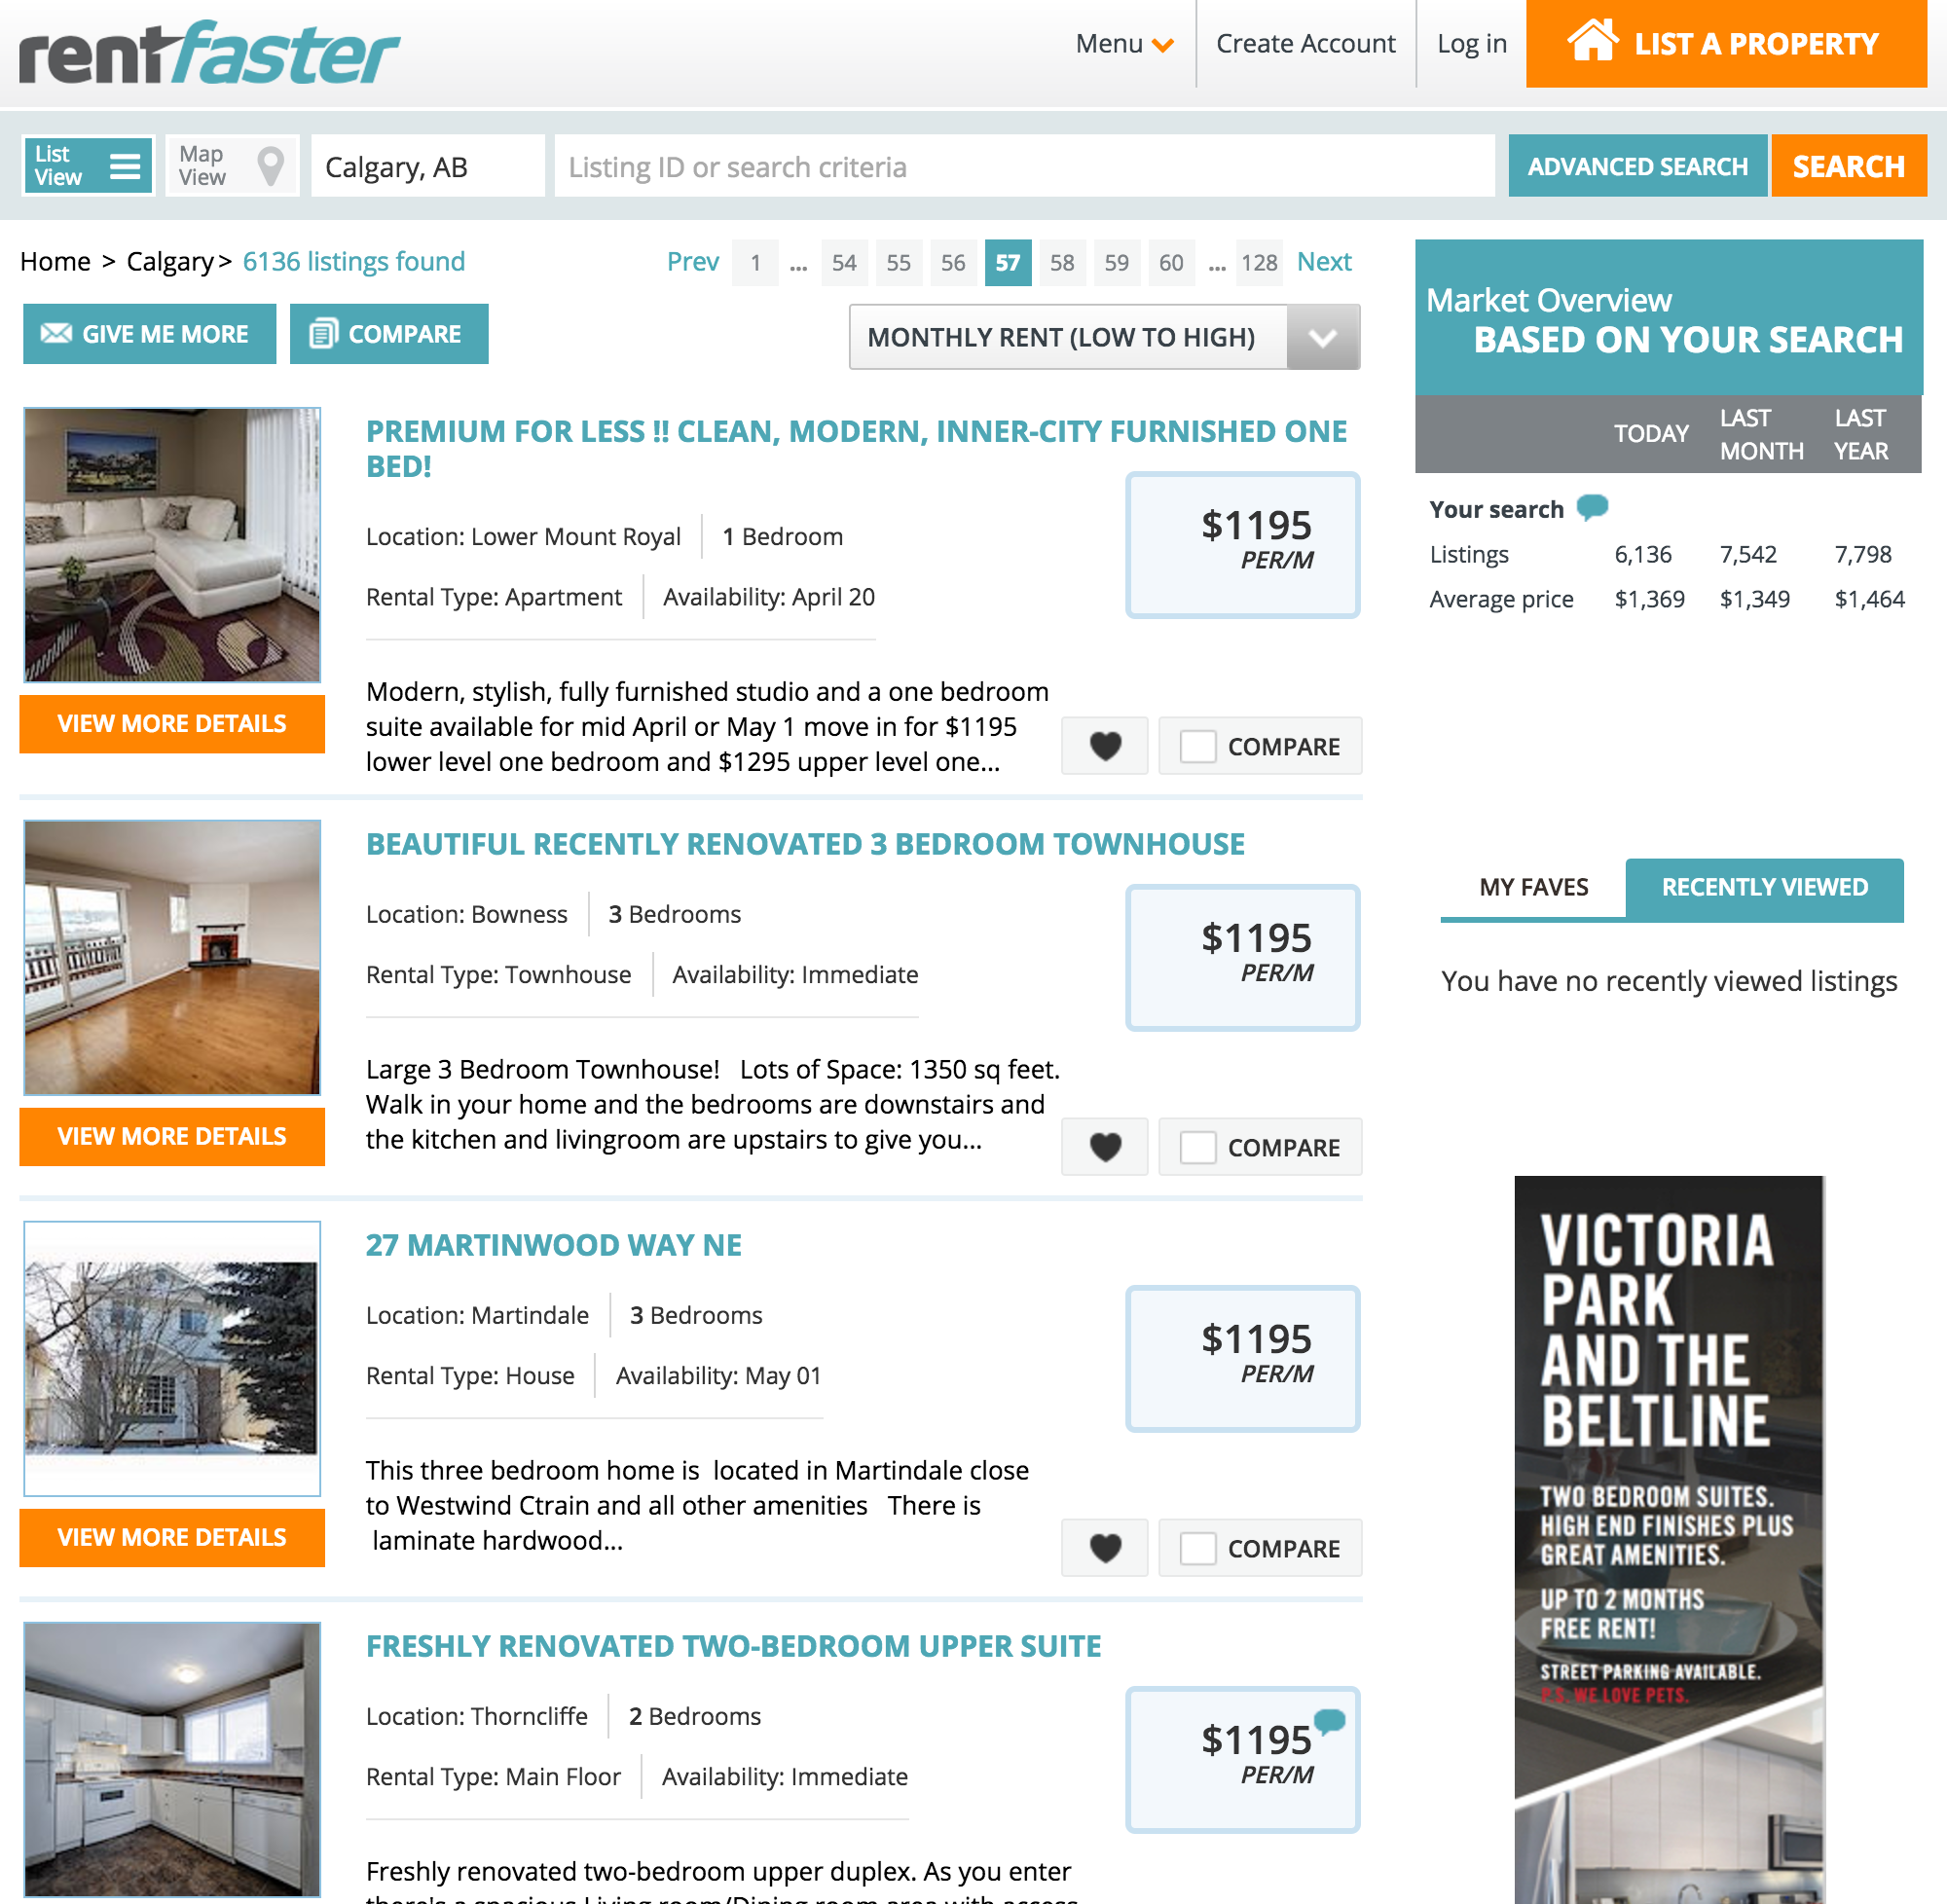 rentfaster
Menu
Create Account
Log in
LIST A PROPERTY
List
View
Map
View
Calgary, AB
Listing ID or search criteria
ADVANCED SEARCH
SEARCH
Home > Calgary > 6136 listings found
Prev 1 ... 54 55 56 57 58 59 60 ... 128 Next
GIVE ME MORE
COMPARE
MONTHLY RENT (LOW TO HIGH)
PREMIUM FOR LESS !! CLEAN, MODERN, INNER-CITY FURNISHED ONE
BED!
Location: Lower Mount Royal 1 Bedroom
Rental Type: Apartment Availability: April 20
$1195
PER/M
Modern, stylish, fully furnished studio and a one bedroom
suite available for mid April or May 1 move in for $1195
lower level one bedroom and $1295 upper level one...
VIEW MORE DETAILS
COMPARE
BEAUTIFUL RECENTLY RENOVATED 3 BEDROOM TOWNHOUSE
Location: Bowness 3 Bedrooms
Rental Type: Townhouse Availability: Immediate
$1195
PER/M
Large 3 Bedroom Townhouse! Lots of Space: 1350 sq feet.
Walk in your home and the bedrooms are downstairs and
the kitchen and livingroom are upstairs to give you...
VIEW MORE DETAILS
COMPARE
27 MARTINWOOD WAY NE
Location: Martindale 3 Bedrooms
Rental Type: House Availability: May 01
$1195
PER/M
This three bedroom home is located in Martindale close
to Westwind Ctrain and all other amenities There is
laminate hardwood...
VIEW MORE DETAILS
COMPARE
FRESHLY RENOVATED TWO-BEDROOM UPPER SUITE
Location: Thorncliffe 2 Bedrooms
Rental Type: Main Floor Availability: Immediate
$1195
PER/M
Freshly renovated two-bedroom upper duplex. As you enter
there's a spacious Living room/Dining room area with access
Market Overview
BASED ON YOUR SEARCH
TODAY LAST MONTH LAST YEAR
Your search
Listings 6,136 7,542 7,798
Average price $1,369 $1,349 $1,464
MY FAVES
RECENTLY VIEWED
You have no recently viewed listings
VICTORIA
PARK
AND THE
BELTLINE
TWO BEDROOM SUITES.
HIGH END FINISHES PLUS
GREAT AMENITIES.
UP TO 2 MONTHS
FREE RENT!
STREET PARKING AVAILABLE.
P.S. WE LOVE PETS.